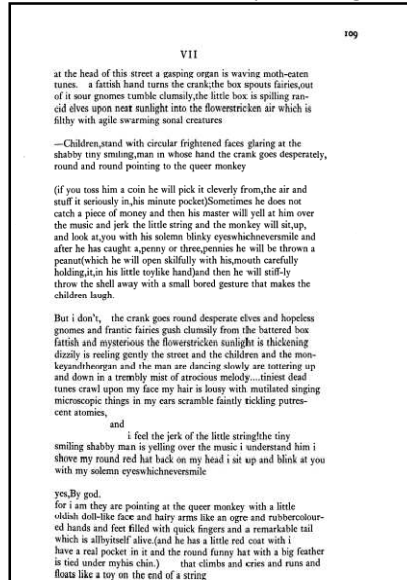 109
VII
at the head of this street a gasping organ is waving moth-eaten
tunes. a fattish hand turns the crank;the box spouts fairies,out
of it sour gnomes tumble clumsily,the little box is spilling ran-
cid elves upon neat sunlight into the flowerstricken air which is
filthy with agile swarming sonal creatures
—Children,stand with circular frightened faces glaring at the
shabby tiny smiling,man in whose hand the crank goes desperately,
round and round pointing to the queer monkey
(if you toss him a coin he will pick it cleverly from,the air and
stuff it seriously in,his minute pocket)Sometimes he does not
catch a piece of money and then his master will yell at him over
the music and jerk the little string and the monkey will sit,up,
and look at,you with his solemn blinky eyeswhichneversmile and
after he has caught a,penny or three,pennies he will be thrown a
peanut(which he will open skilfully with his,mouth carefully
holding,it,in his little toylike hand)and then he will stiff-ly
throw the shell away with a small bored gesture that makes the
children laugh.
But i don't, the crank goes round desperate elves and hopeless
gnomes and frantic fairies gush clumsily from the battered box
fattish and mysterious the flowerstricken sunlight is thickening
dizzily is reeling gently the street and the children and the mon-
keyandtheorgan and the man are dancing slowly are tottering up
and down in a trembly mist of atrocious melody....tiniest dead
tunes crawl upon my face my hair is lousy with mutilated singing
microscopic things in my ears scramble faintly tickling putres-
cent atomies,
and
i feel the jerk of the little string!the tiny
smiling shabby man is yelling over the music i understand him i
shove my round red hat back on my head i sit up and blink at you
with my solemn eyeswhichneversmile
yes,By god.
for i am they are pointing at the queer monkey with a little
oldish doll-like face and hairy arms like an ogre and rubbercolour-
ed hands and feet filled with quick fingers and a remarkable tail
which is allbyitself alive.(and he has a little red coat with i
have a real pocket in it and the round funny hat with a big feather
is tied under myhis chin.) that climbs and cries and runs and
floats like a toy on the end of a string